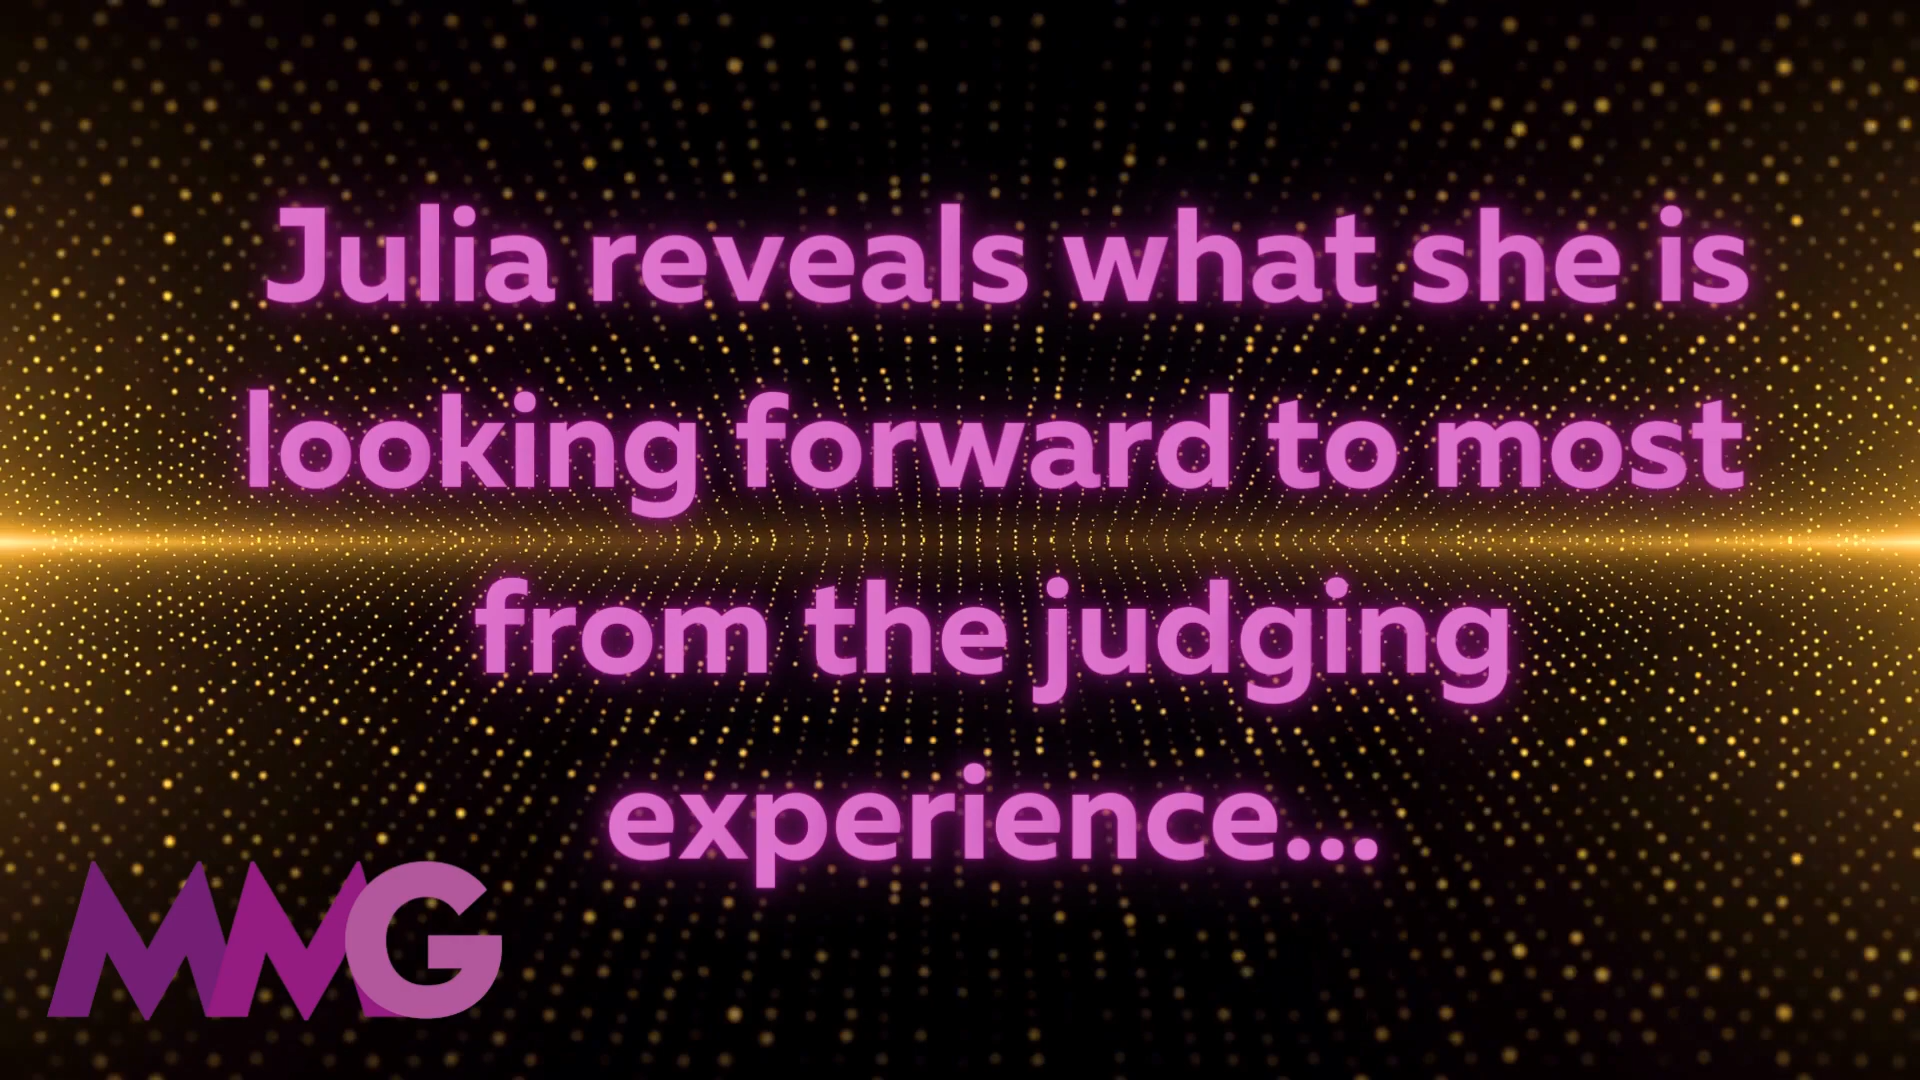 Julia reveals what she is
looking forward to most
from the judging
experience...
MMG